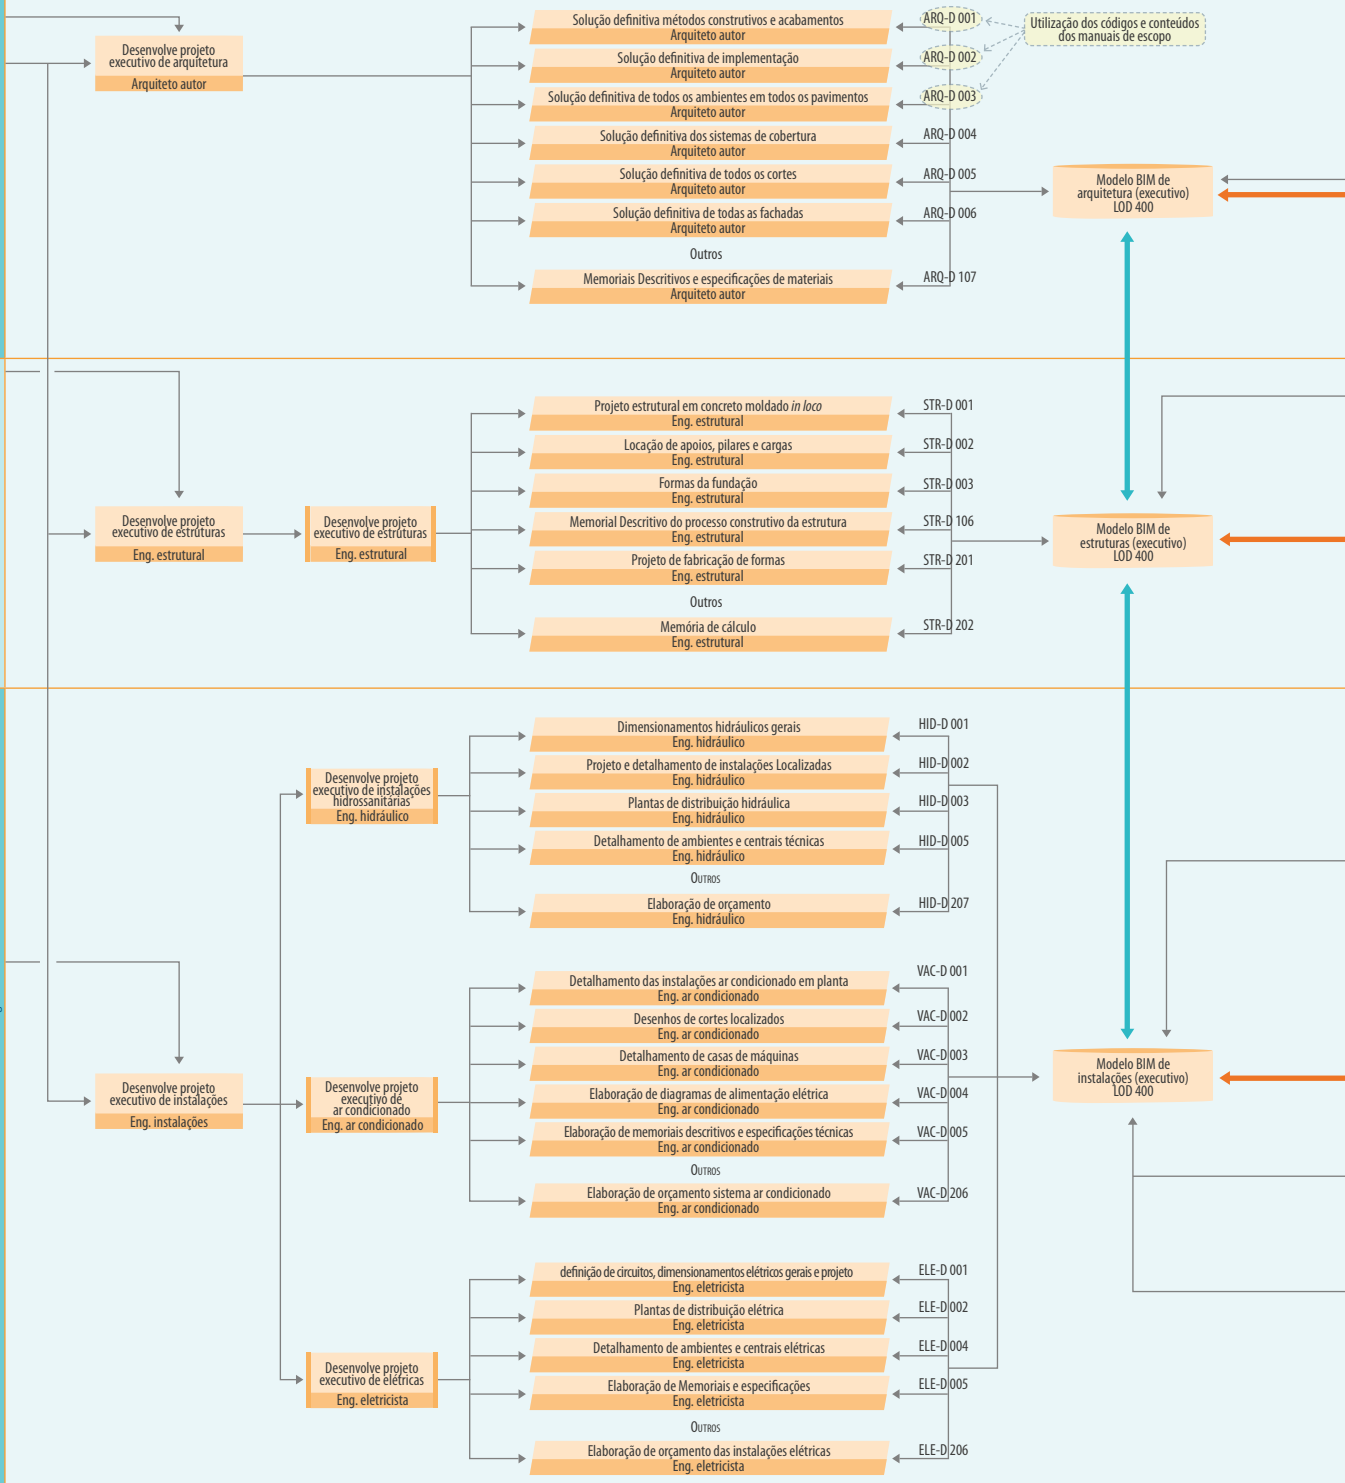 Desenvolve projeto
executivo de arquitetura
Arquiteto autor
Solução definitiva métodos construtivos e acabamentos
Arquiteto autor
ARQ-D 001
Solução definitiva de implementação
Arquiteto autor
ARQ-D 002
Solução definitiva de todos os ambientes em todos os pavimentos
Arquiteto autor
ARQ-D 003
Solução definitiva dos sistemas de cobertura
Arquiteto autor
ARQ-D 004
Solução definitiva de todos os cortes
Arquiteto autor
ARQ-D 005
Solução definitiva de todas as fachadas
Arquiteto autor
ARQ-D 006
Outros
Memoriais Descritivos e especificações de materiais
Arquiteto autor
ARQ-D 107
Utilização dos códigos e conteúdos
dos manuais de escopo
Modelo BIM de
arquitetura (executivo)
LOD 400
Desenvolve projeto
executivo de estruturas
Eng. estrutural
Desenvolve projeto
executivo de estruturas
Eng. estrutural
Projeto estrutural em concreto moldado in loco
Eng. estrutural
STR-D 001
Locação de apoios, pilares e cargas
Eng. estrutural
STR-D 002
Formas da fundação
Eng. estrutural
STR-D 003
Memorial Descritivo do processo construtivo da estrutura
Eng. estrutural
STR-D 106
Projeto de fabricação de formas
Eng. estrutural
STR-D 201
Outros
Memória de cálculo
Eng. estrutural
STR-D 202
Modelo BIM de
estruturas (executivo)
LOD 400
Desenvolve projeto
executivo de instalações
Eng. instalações
Desenvolve projeto
executivo de instalações
hidrossanitárias
Eng. hidráulico
Dimensionamentos hidráulicos gerais
Eng. hidráulico
HID-D 001
Projeto e detalhamento de instalações Localizadas
Eng. hidráulico
HID-D 002
Plantas de distribuição hidráulica
Eng. hidráulico
HID-D 003
Detalhamento de ambientes e centrais técnicas
Eng. hidráulico
HID-D 005
Outros
Elaboração de orçamento
Eng. hidráulico
HID-D 207
Desenvolve projeto
executivo de
ar condicionado
Eng. ar condicionado
Detalhamento das instalações ar condicionado em planta
Eng. ar condicionado
VAC-D 001
Desenhos de cortes localizados
Eng. ar condicionado
VAC-D 002
Detalhamento de casas de máquinas
Eng. ar condicionado
VAC-D 003
Elaboração de diagramas de alimentação elétrica
Eng. ar condicionado
VAC-D 004
Elaboração de memoriais descritivos e especificações técnicas
Eng. ar condicionado
VAC-D 005
Outros
Elaboração de orçamento sistema ar condicionado
Eng. ar condicionado
VAC-D 206
Modelo BIM de
instalações (executivo)
LOD 400
Desenvolve projeto
executivo de elétricas
Eng. eletricista
definição de circuitos, dimensionamentos elétricos gerais e projeto
Eng. eletricista
ELE-D 001
Plantas de distribuição elétrica
Eng. eletricista
ELE-D 002
Detalhamento de ambientes e centrais elétricas
Eng. eletricista
ELE-D 004
Elaboração de Memoriais e especificações
Eng. eletricista
ELE-D 005
Outros
Elaboração de orçamento das instalações elétricas
Eng. eletricista
ELE-D 206